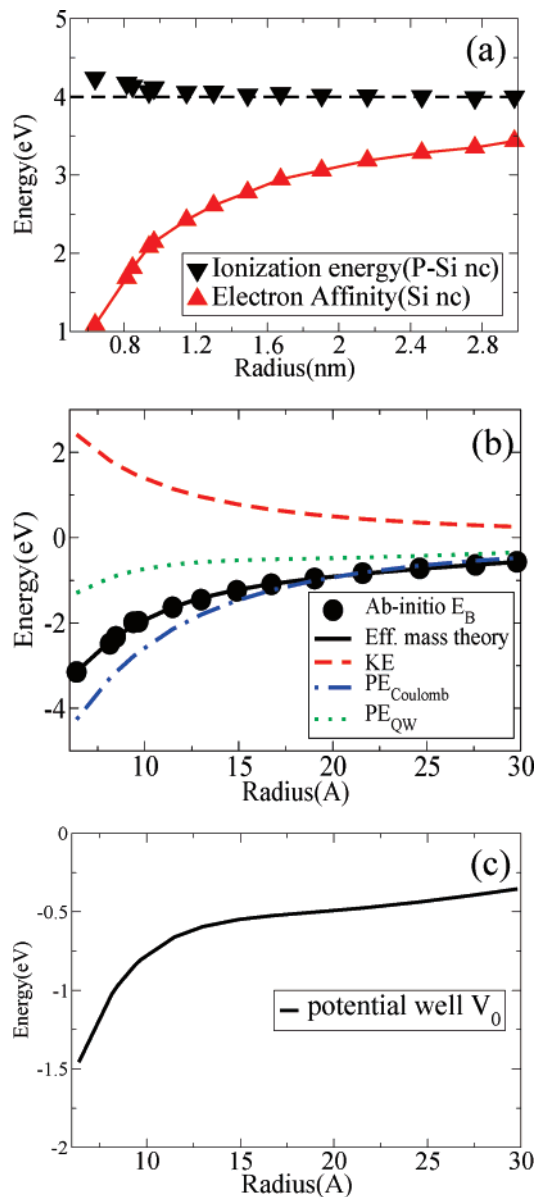 (a)
Energy(eV)
5
4
3
2
1
Ionization energy(P-Si nc)
Electron Affinity(Si nc)
0.8 1.2 1.6 2 2.4 2.8
Radius(nm)
(b)
Energy(eV)
2
0
-2
-4
Ab-initio E_B
Eff. mass theory
KE
PE_Coulomb
PE_QW
10 15 20 25 30
Radius(A)
(c)
Energy(eV)
0
-0.5
-1
-1.5
-2
potential well V_0
10 15 20 25 30
Radius(A)